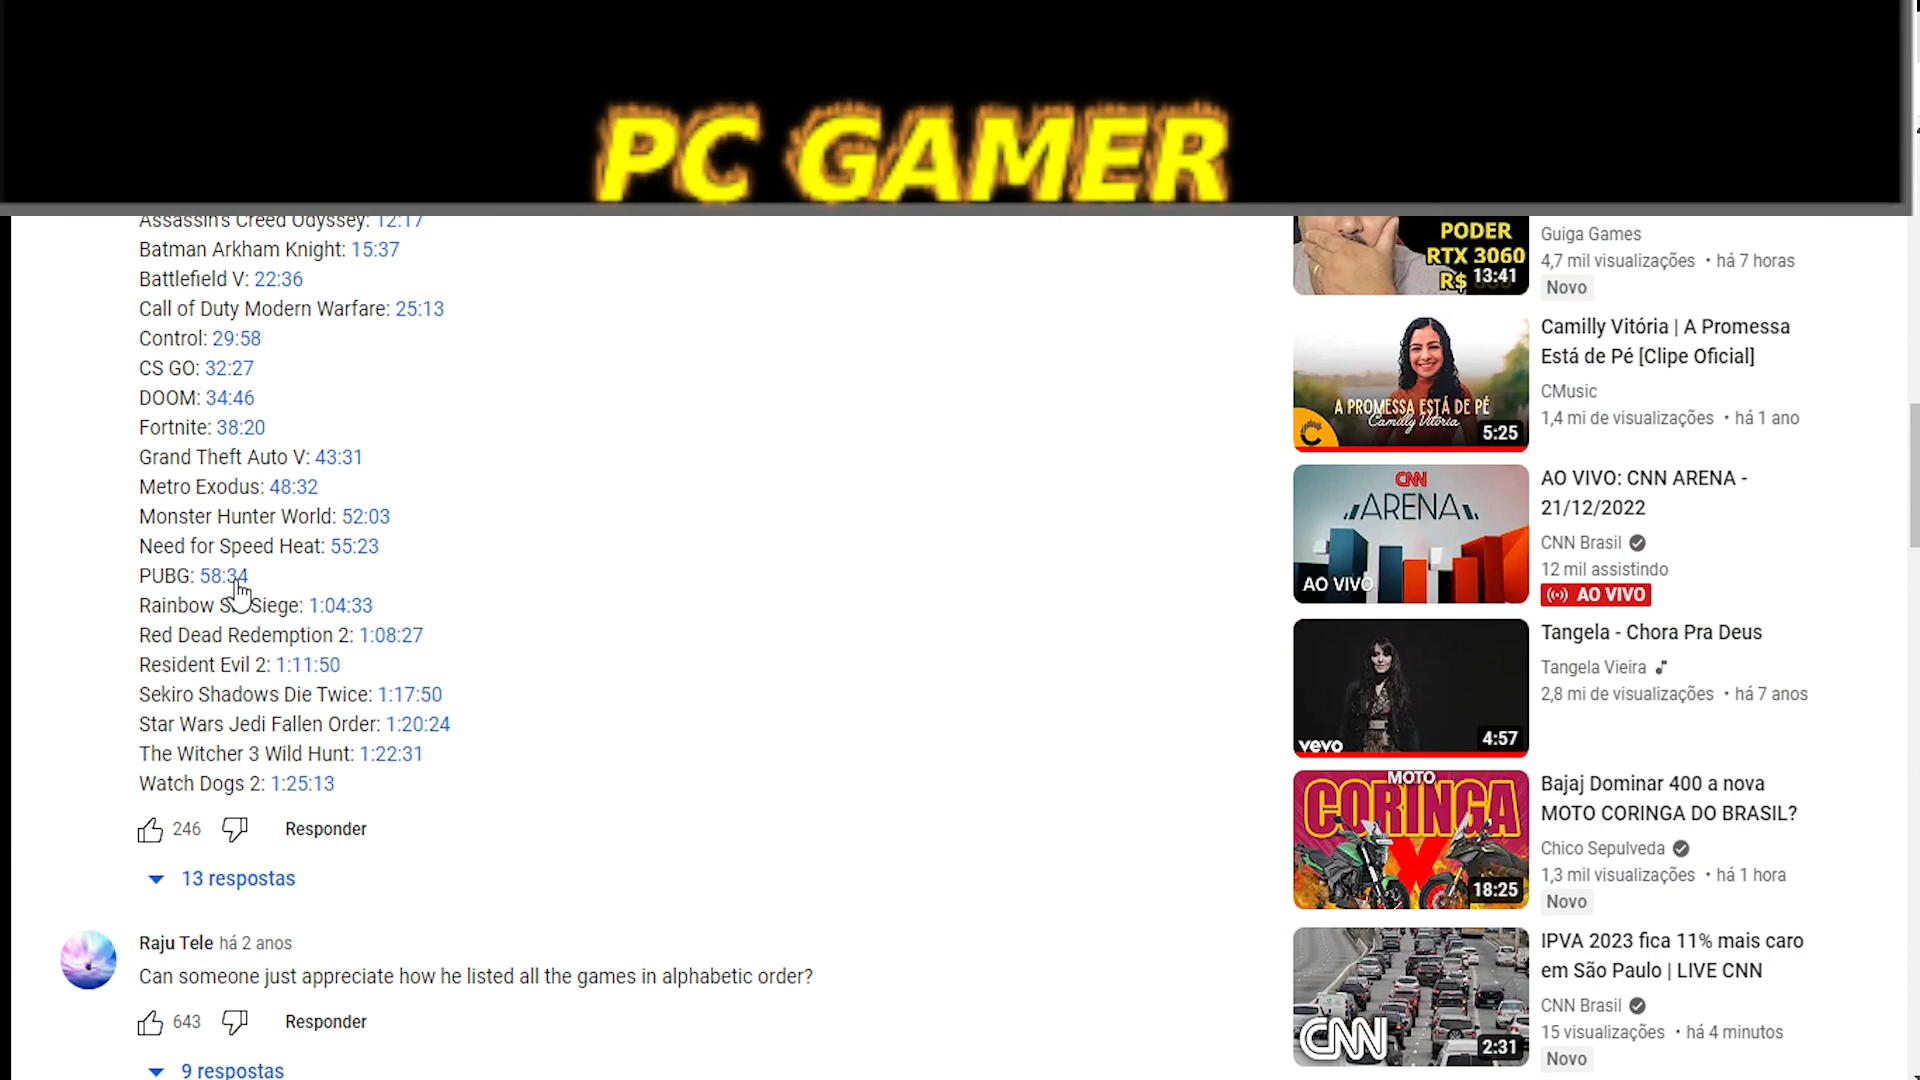 PC GAMER
Assassin's Creed Odyssey: 12:17
Batman Arkham Knight: 15:37
Battlefield V: 22:36
Call of Duty Modern Warfare: 25:13
Control: 29:58
CS GO: 32:27
DOOM: 34:46
Fortnite: 38:20
Grand Theft Auto V: 43:31
Metro Exodus: 48:32
Monster Hunter World: 52:03
Need for Speed Heat: 55:23
PUBG: 58:34
Rainbow Siege: 1:04:33
Red Dead Redemption 2: 1:08:27
Resident Evil 2: 1:11:50
Sekiro Shadows Die Twice: 1:17:50
Star Wars Jedi Fallen Order: 1:20:24
The Witcher 3 Wild Hunt: 1:22:31
Watch Dogs 2: 1:25:13
246 Responder
13 respostas
Raju Tele há 2 anos
Can someone just appreciate how he listed all the games in alphabetic order?
643 Responder
9 respostas
PODER
RTX 3060
R$
13:41
Guiga Games
4,7 mil visualizações • há 7 horas
Novo
A PROMESSA ESTÁ DE PÉ
Camilly Vitória
5:25
Camilly Vitória | A Promessa
Está de Pé [Clipe Oficial]
CMusic
1,4 mi de visualizações • há 1 ano
CNN
ARENA
AO VIVO
AO VIVO: CNN ARENA -
21/12/2022
CNN Brasil
12 mil assistindo
AO VIVO
vevo
4:57
Tangela - Chora Pra Deus
Tangela Vieira
2,8 mi de visualizações • há 7 anos
MOTO
CORINGA
X
18:25
Bajaj Dominar 400 a nova
MOTO CORINGA DO BRASIL?
Chico Sepulveda
1,3 mil visualizações • há 1 hora
Novo
CNN
2:31
IPVA 2023 fica 11% mais caro
em São Paulo | LIVE CNN
CNN Brasil
15 visualizações • há 4 minutos
Novo